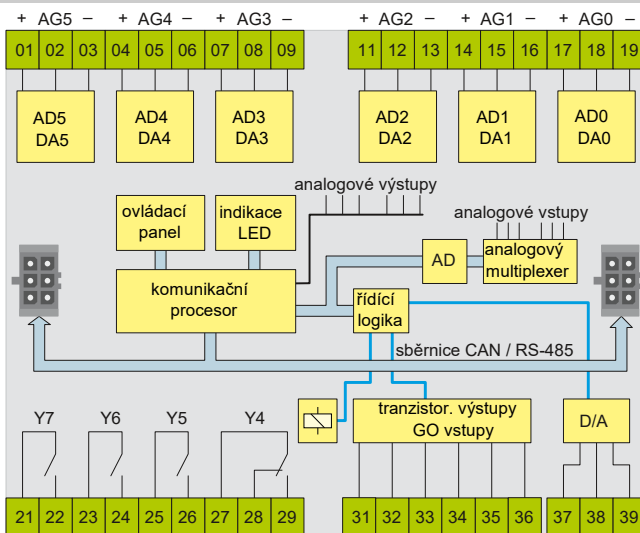 + AG5 − + AG4 − + AG3 − + AG2 − + AG1 − + AG0 −
01 02 03 04 05 06 07 08 09 11 12 13 14 15 16 17 18 19
AD5 AD4 AD3 AD2 AD1 AD0
DA5 DA4 DA3 DA2 DA1 DA0
analogové výstupy
ovládací
panel
indikace
LED
analogové vstupy
AD
analogový
multiplexer
komunikační
procesor
řídící
logika
sběrnice CAN / RS-485
Y7 Y6 Y5 Y4
tranzistor. výstupy
GO vstupy
D/A
21 22 23 24 25 26 27 28 29 31 32 33 34 35 36 37 38 39